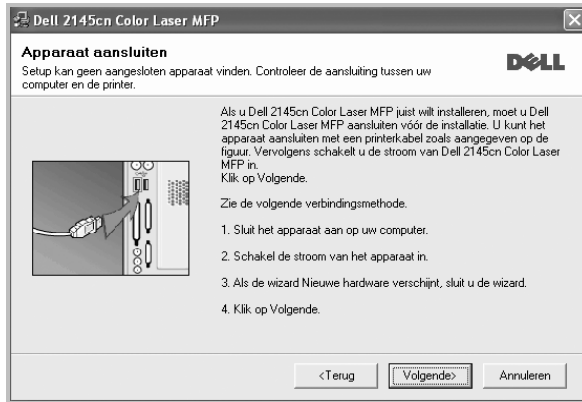 Dell 2145cn Color Laser MFP
Apparaat aansluiten
Setup kan geen aangesloten apparaat vinden. Controleer de aansluiting tussen uw
computer en de printer.
DELL
Als u Dell 2145cn Color Laser MFP juist wilt installeren, moet u Dell
2145cn Color Laser MFP aansluiten vóór de installatie. U kunt het
apparaat aansluiten met een printerkabel zoals aangegeven op de
figuur. Vervolgens schakelt u de stroom van Dell 2145cn Color Laser
MFP in.
Klik op Volgende.
Zie de volgende verbindingsmethode.
1. Sluit het apparaat aan op uw computer.
2. Schakel de stroom van het apparaat in.
3. Als de wizard Nieuwe hardware verschijnt, sluit u de wizard.
4. Klik op Volgende.
<Terug
Volgende>
Annuleren